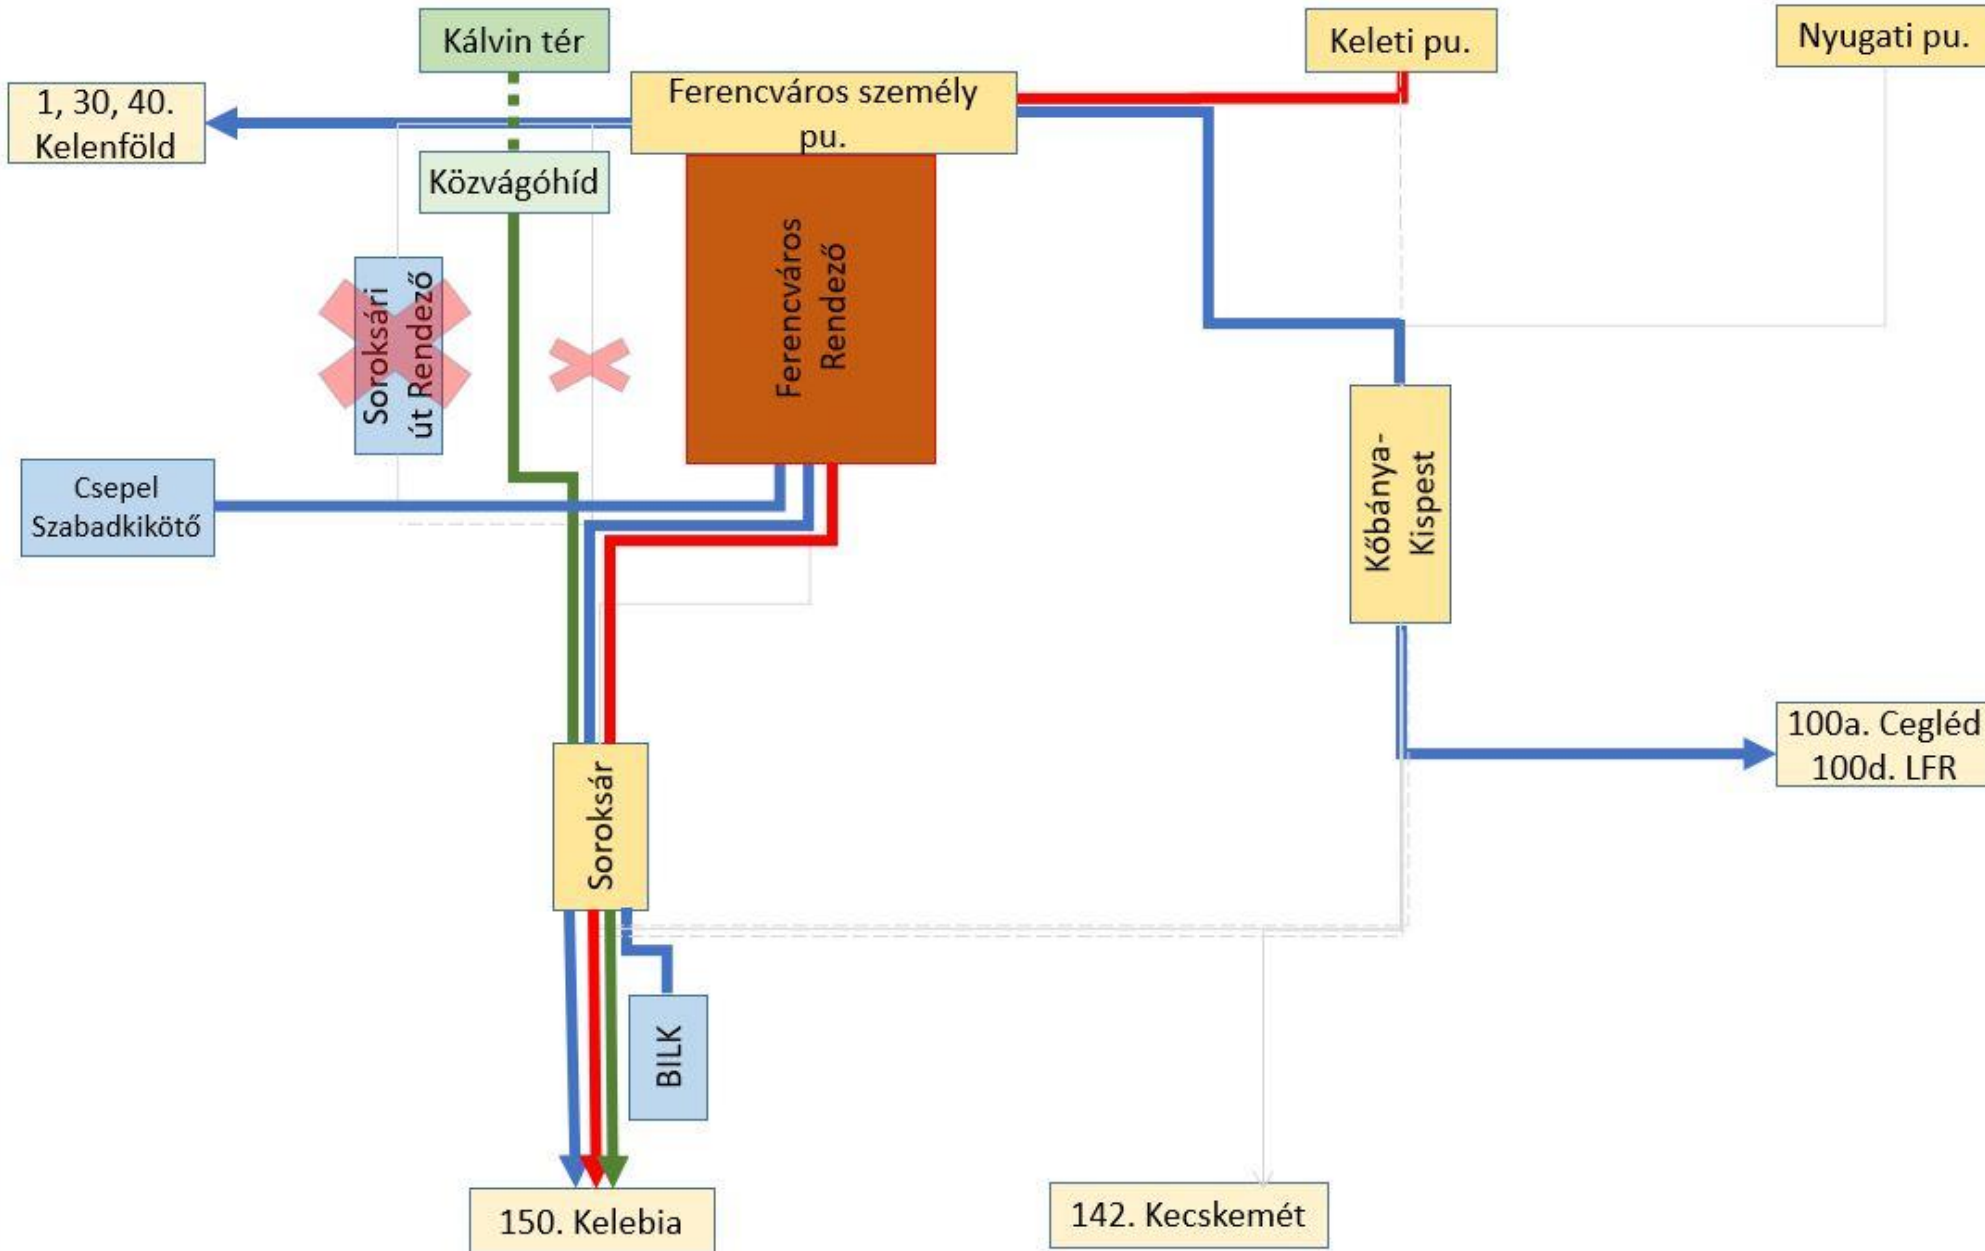 Kálvin tér
Keleti pu.
Nyugati pu.
1, 30, 40.
Kelenföld
Ferencváros személy
pu.
Közvágóhíd
Ferencváros
Rendező
Soroksári
út Rendező
Csepel
Szabadkikötő
Kőbánya-
Kispest
100a. Cegléd
100d. LFR
Soroksár
BILK
150. Kelebia
142. Kecskemét